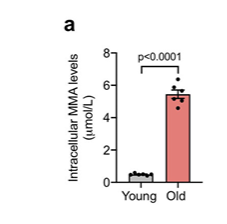 a
p<0.0001
Intracellular MMA levels
(μmol/L)
8
6
4
2
0
Young Old